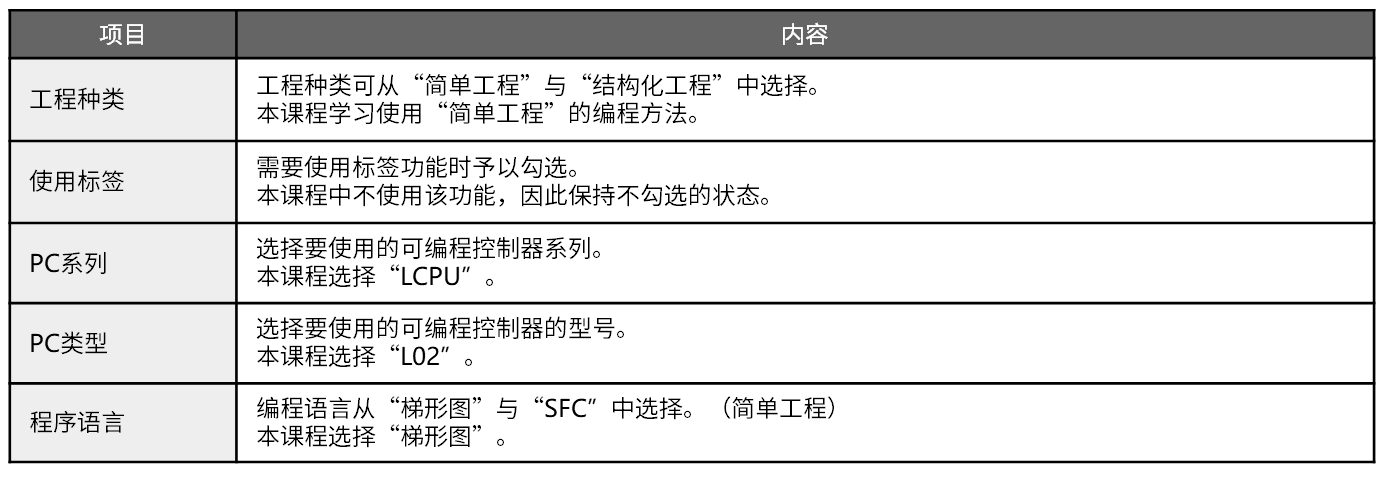 项目 内容
工程种类
工程种类可从“简单工程”与“结构化工程”中选择。
本课程学习使用“简单工程”的编程方法。
使用标签
需要使用标签功能时予以勾选。
本课程中不使用该功能，因此保持不勾选的状态。
PC系列
选择要使用的可编程控制器系列。
本课程选择“LCPU”。
PC类型
选择要使用的可编程控制器的型号。
本课程选择“L02”。
程序语言
编程语言从“梯形图”与“SFC”中选择。（简单工程）
本课程选择“梯形图”。